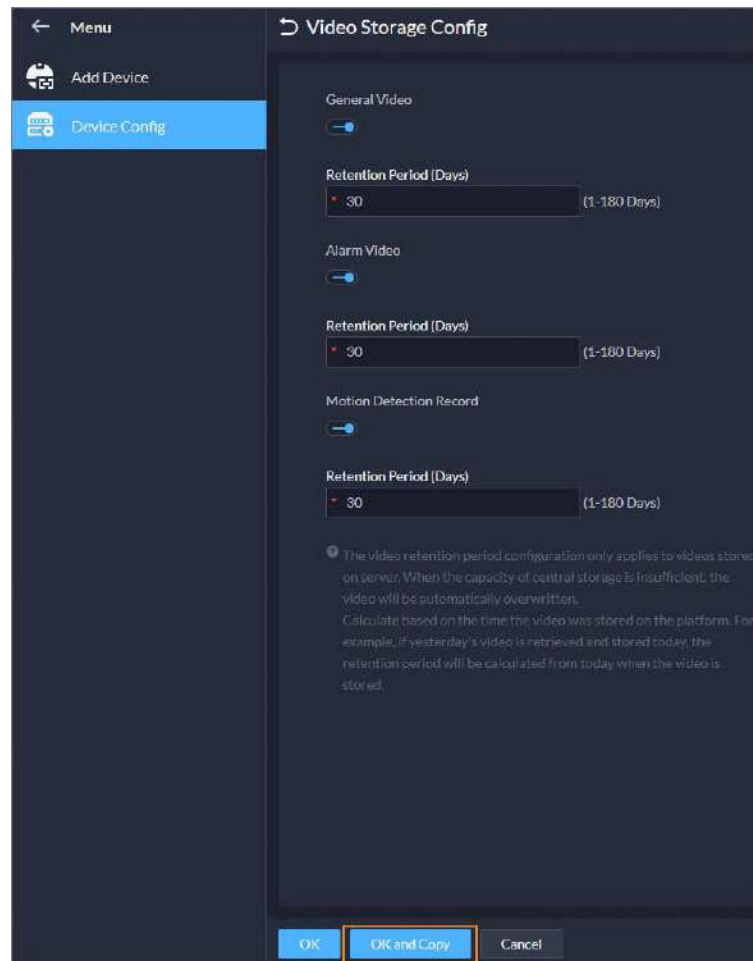 Menu
Video Storage Config
Add Device
Device Config
General Video
Retention Period (Days)
* 30 (1-180 Days)
Alarm Video
Retention Period (Days)
* 30 (1-180 Days)
Motion Detection Record
Retention Period (Days)
* 30 (1-180 Days)
The video retention period configuration only applies to videos stored
on server. When the capacity of central storage is insufficient, the
video will be automatically overwritten.
Calculate based on the time the video was stored on the platform. For
example, if yesterday's video is retrieved and stored today, the
retention period will be calculated from today when the video is
stored.
OK OK and Copy Cancel